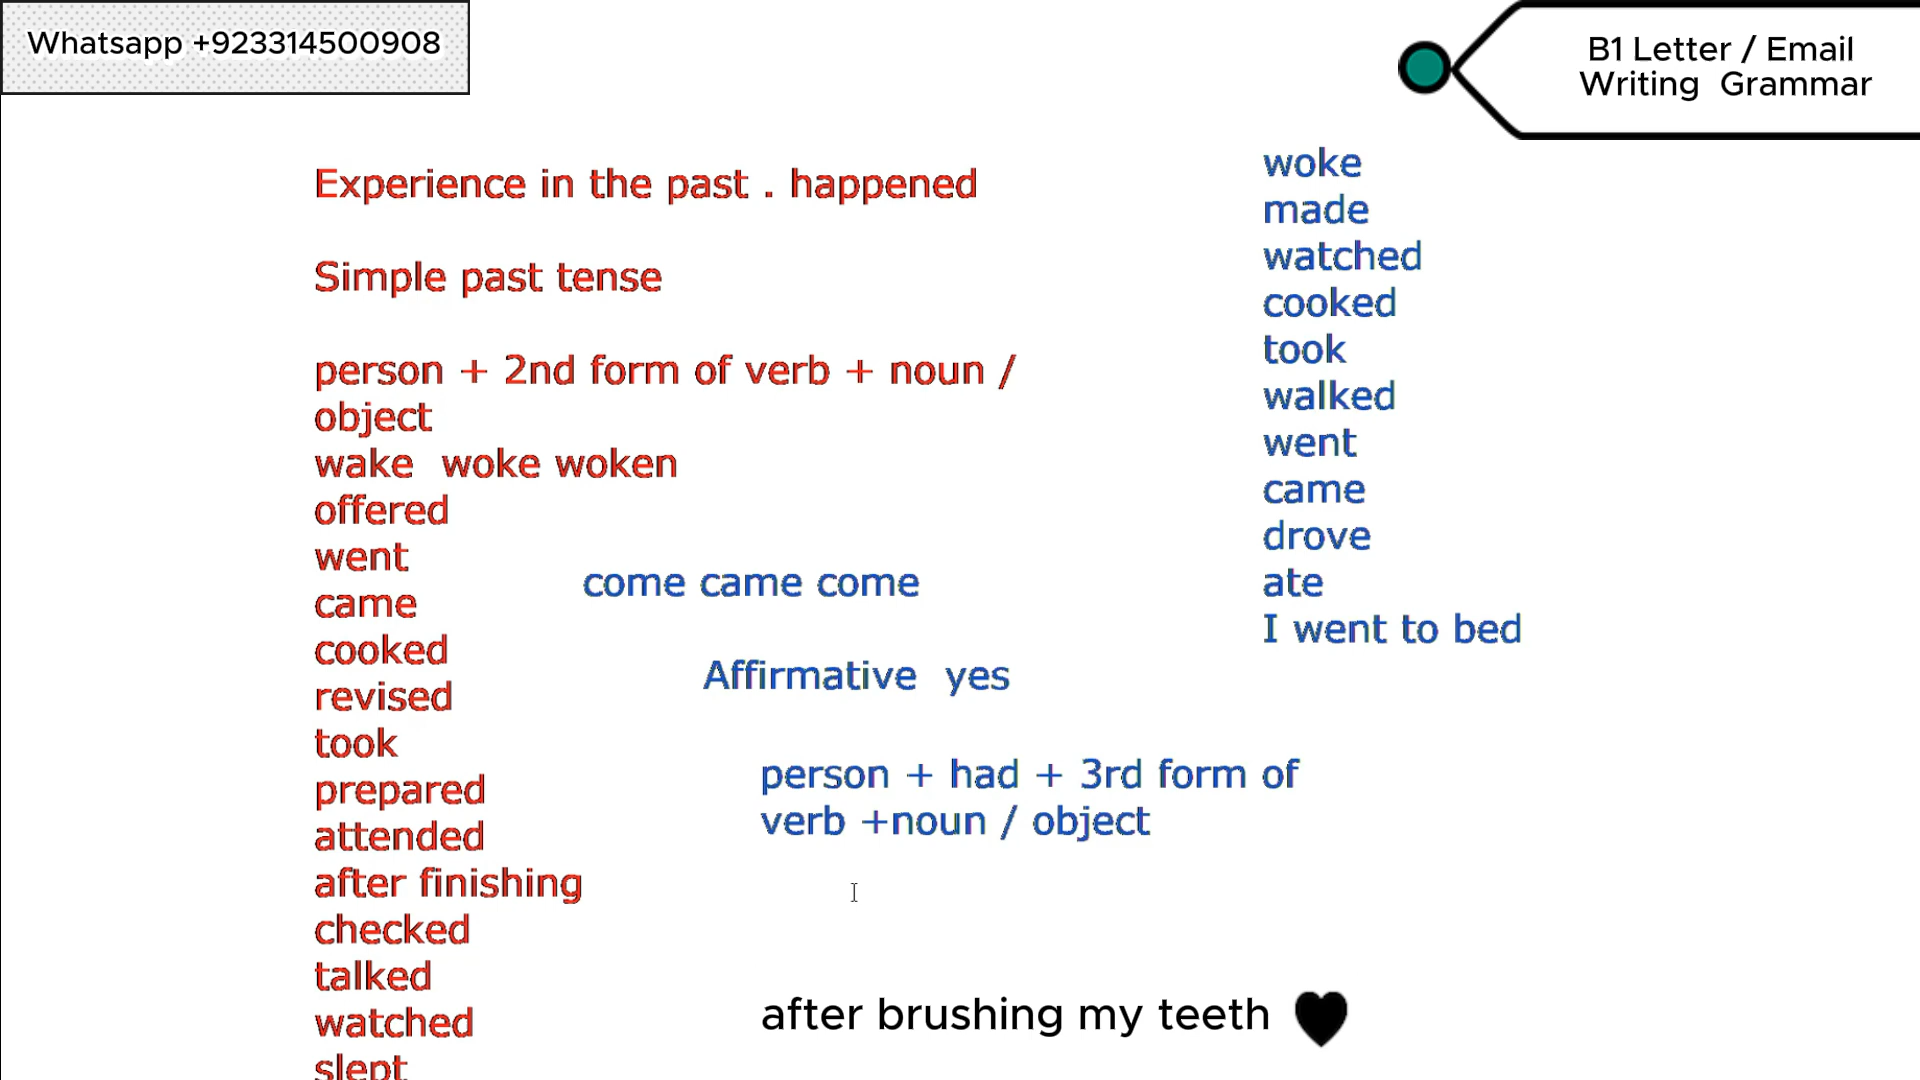 Whatsapp +923314500908
B1 Letter / Email
Writing Grammar
Experience in the past . happened
Simple past tense
person + 2nd form of verb + noun /
object
wake woke woken
offered
went
came
cooked
revised
took
prepared
attended
after finishing
checked
talked
watched
slept
come came come
Affirmative yes
person + had + 3rd form of
verb +noun / object
after brushing my teeth
woke
made
watched
cooked
took
walked
went
came
drove
ate
I went to bed